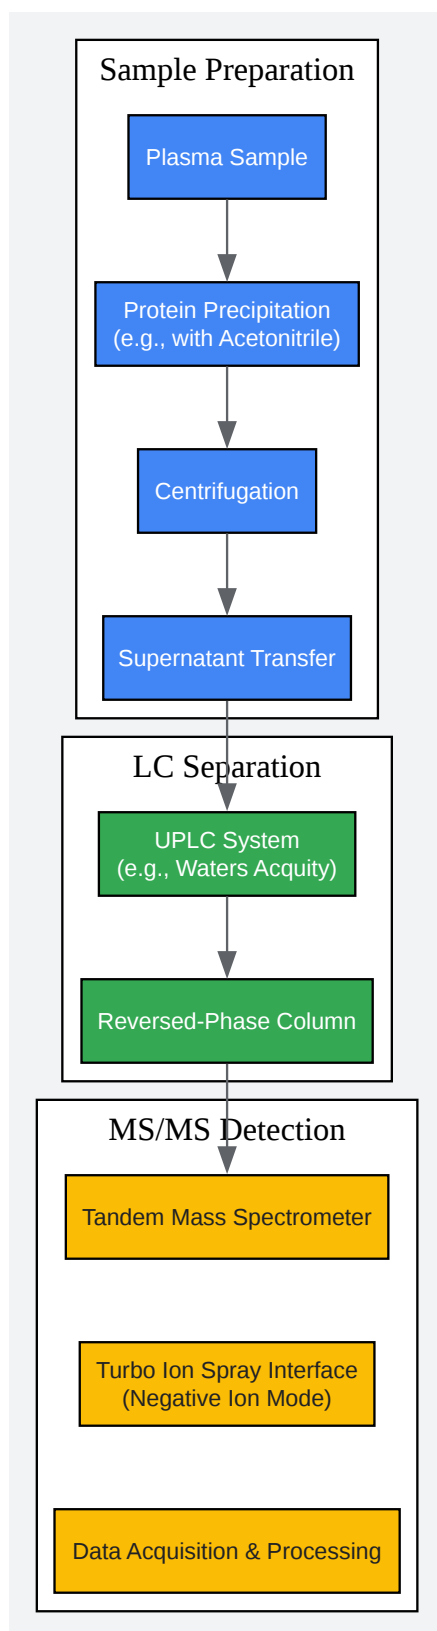 Sample Preparation
Plasma Sample
Protein Precipitation
(e.g., with Acetonitrile)
Centrifugation
Supernatant Transfer
LC Separation
UPLC System
(e.g., Waters Acquity)
Reversed-Phase Column
MS/MS Detection
Tandem Mass Spectrometer
Turbo Ion Spray Interface
(Negative Ion Mode)
Data Acquisition & Processing